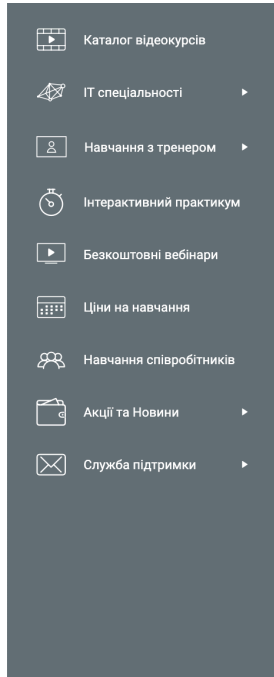 Каталог відеокурсів
IT спеціальності
Навчання з тренером
Інтерактивний практикум
Безкоштовні вебінари
Ціни на навчання
Навчання співробітників
Акції та Новини
Служба підтримки